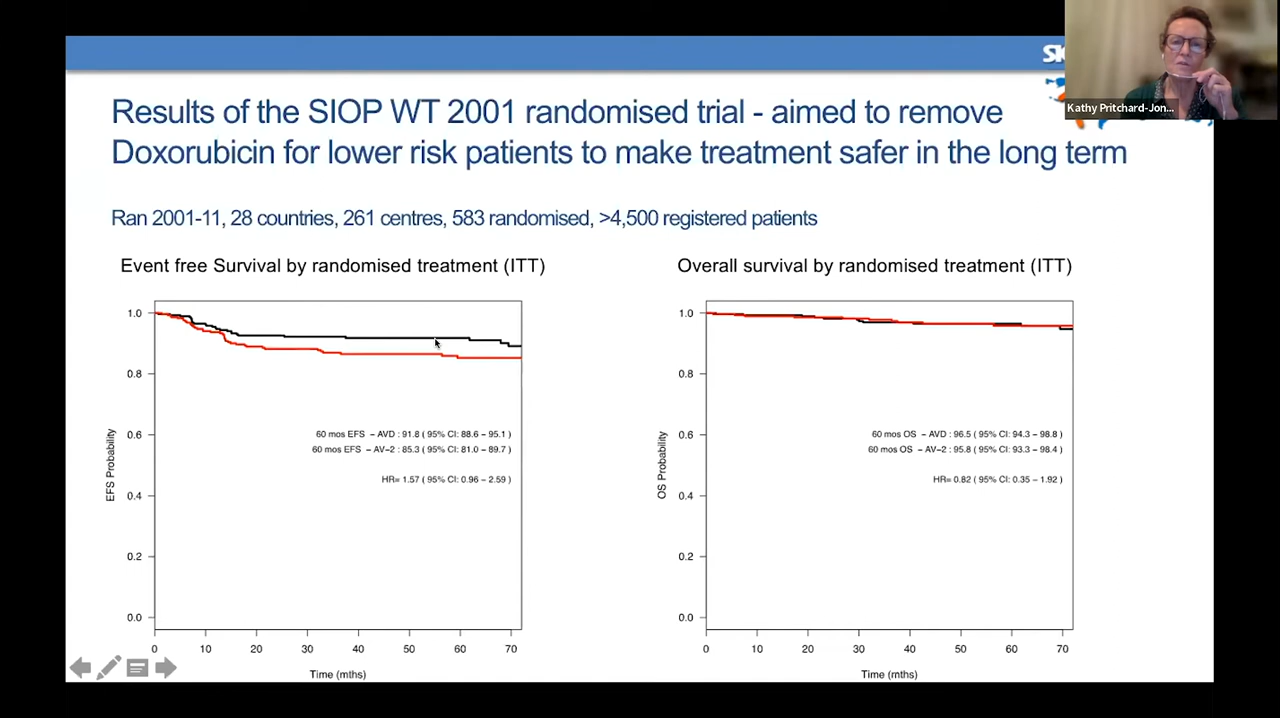 SI
Kathy Pritchard-Jon...
Results of the SIOP WT 2001 randomised trial - aimed to remove
Doxorubicin for lower risk patients to make treatment safer in the long term
Ran 2001-11, 28 countries, 261 centres, 583 randomised, >4,500 registered patients
Event free Survival by randomised treatment (ITT)
1.0
0.8
0.6
0.4
0.2
0.0
EFS Probability
60 mos EFS – AVD : 91.8 ( 95% CI: 88.6 – 95.1 )
60 mos EFS – AV–2 : 85.3 ( 95% CI: 81.0 – 89.7 )
HR= 1.57 ( 95% CI: 0.96 – 2.59 )
0 10 20 30 40 50 60 70
Time (mths)
Overall survival by randomised treatment (ITT)
1.0
0.8
0.6
0.4
0.2
0.0
OS Probability
60 mos OS – AVD : 96.5 ( 95% CI: 94.3 – 98.8 )
60 mos OS – AV–2 : 95.8 ( 95% CI: 93.3 – 98.4 )
HR= 0.82 ( 95% CI: 0.35 – 1.92 )
0 10 20 30 40 50 60 70
Time (mths)